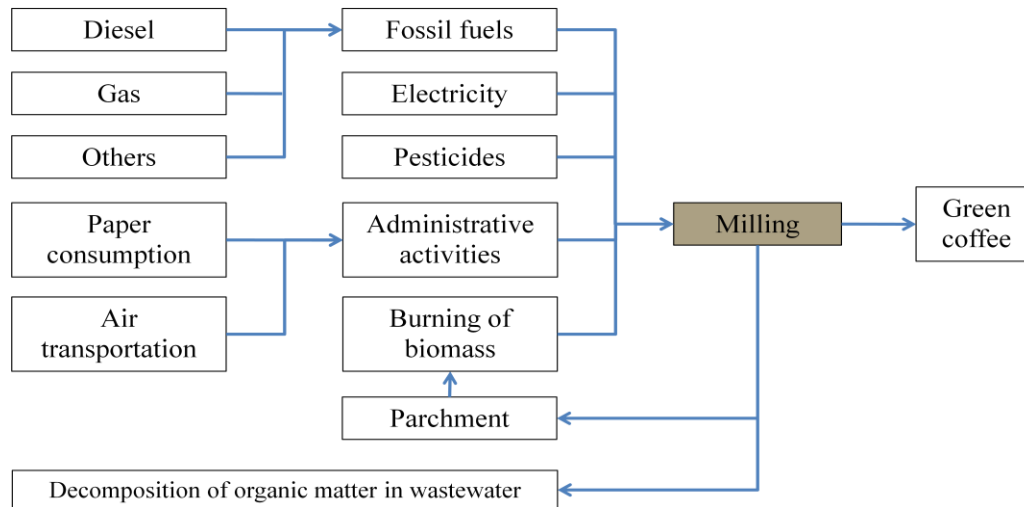 Diesel
Fossil fuels
Gas
Electricity
Others
Pesticides
Paper
consumption
Administrative
activities
Milling
Green
coffee
Air
transportation
Burning of
biomass
Parchment
Decomposition of organic matter in wastewater